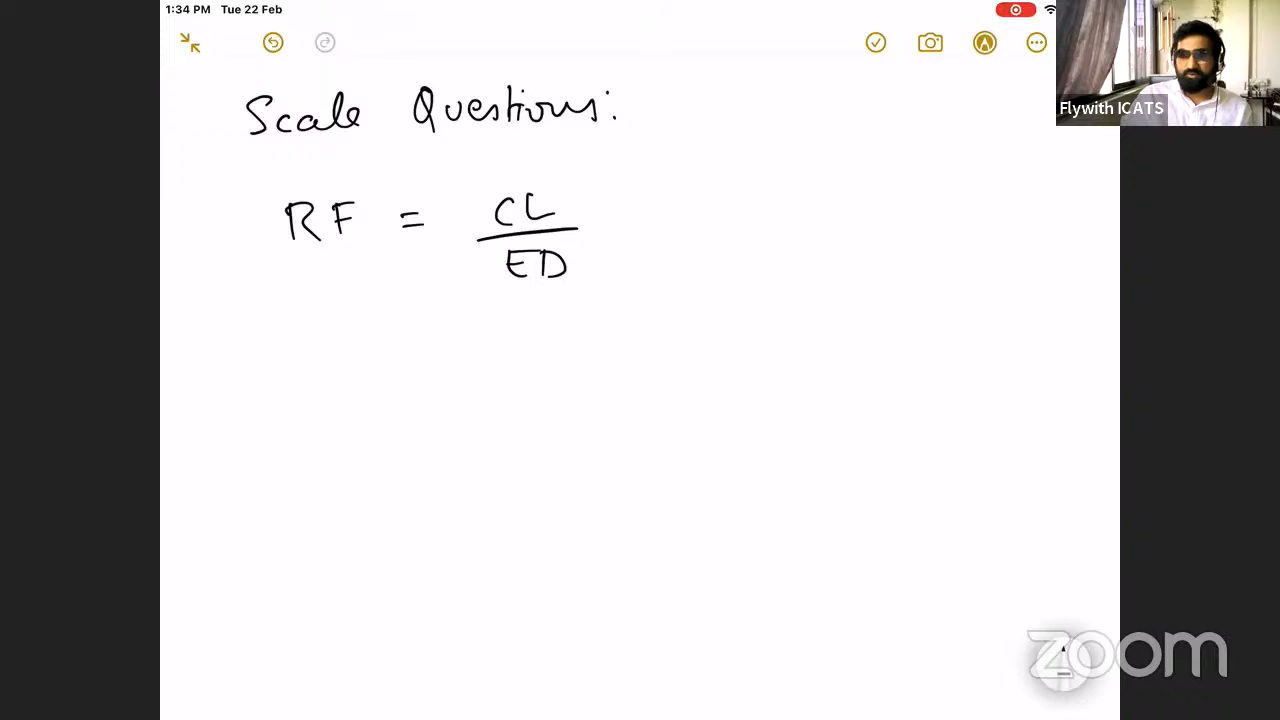 1:34 PM Tue 22 Feb
Flywith ICATS
Scale Questions:
RF = CL
ED
zoom